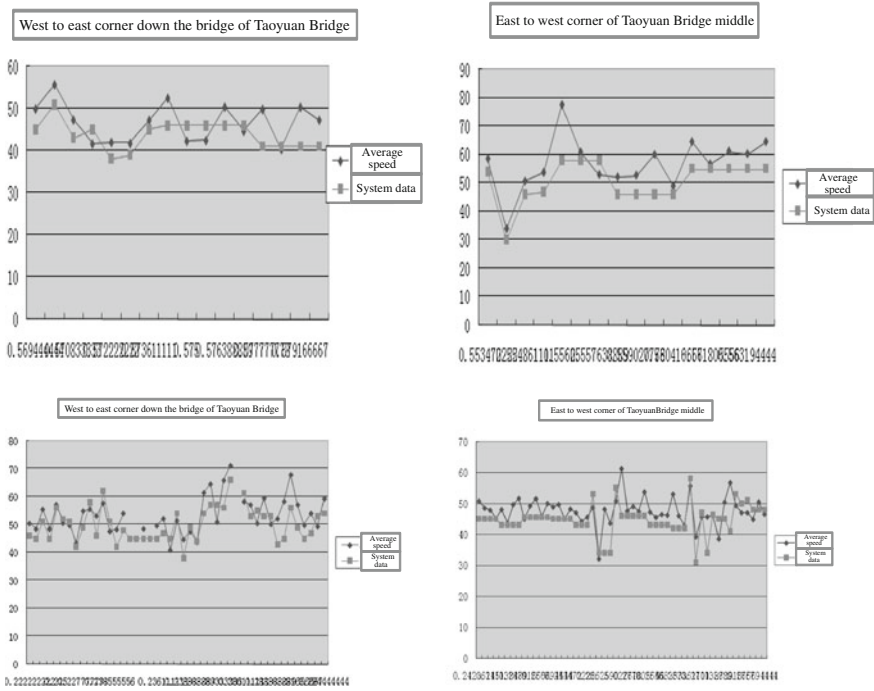 West to east corner down the bridge of Taoyuan Bridge
60
50
40
30
20
10
0
Average
speed
System data
East to west corner of Taoyuan Bridge middle
90
80
70
60
50
40
30
20
10
0
Average
speed
System data
West to east corner down the bridge of Taoyuan Bridge
80
70
60
50
40
30
20
10
0
Average
speed
System
data
East to west corner of TaoyuanBridge middle
70
60
50
40
30
20
10
0
Average
speed
System
data